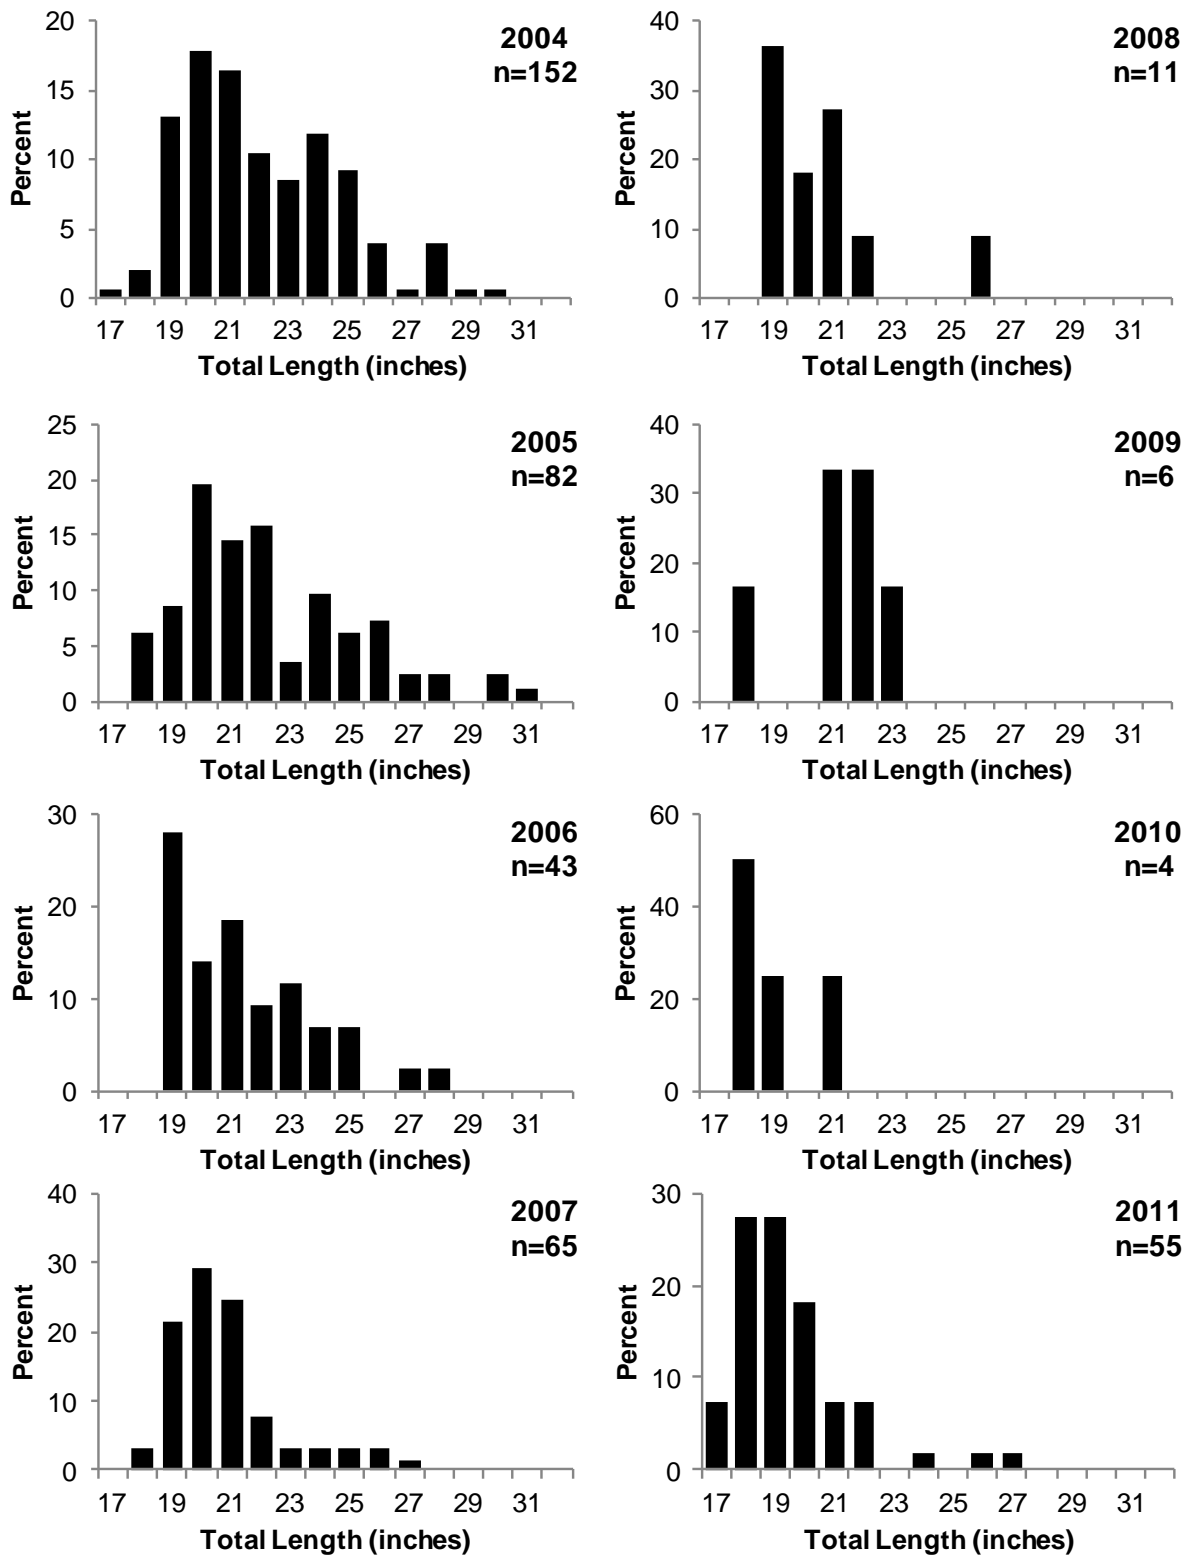 2004
n=152
Percent
20
15
10
5
0
17 19 21 23 25 27 29 31
Total Length (inches)
2008
n=11
Percent
40
30
20
10
0
17 19 21 23 25 27 29 31
Total Length (inches)
2005
n=82
Percent
25
20
15
10
5
0
17 19 21 23 25 27 29 31
Total Length (inches)
2009
n=6
Percent
40
30
20
10
0
17 19 21 23 25 27 29 31
Total Length (inches)
2006
n=43
Percent
30
20
10
0
17 19 21 23 25 27 29 31
Total Length (inches)
2010
n=4
Percent
60
40
20
0
17 19 21 23 25 27 29 31
Total Length (inches)
2007
n=65
Percent
40
30
20
10
0
17 19 21 23 25 27 29 31
Total Length (inches)
2011
n=55
Percent
30
20
10
0
17 19 21 23 25 27 29 31
Total Length (inches)